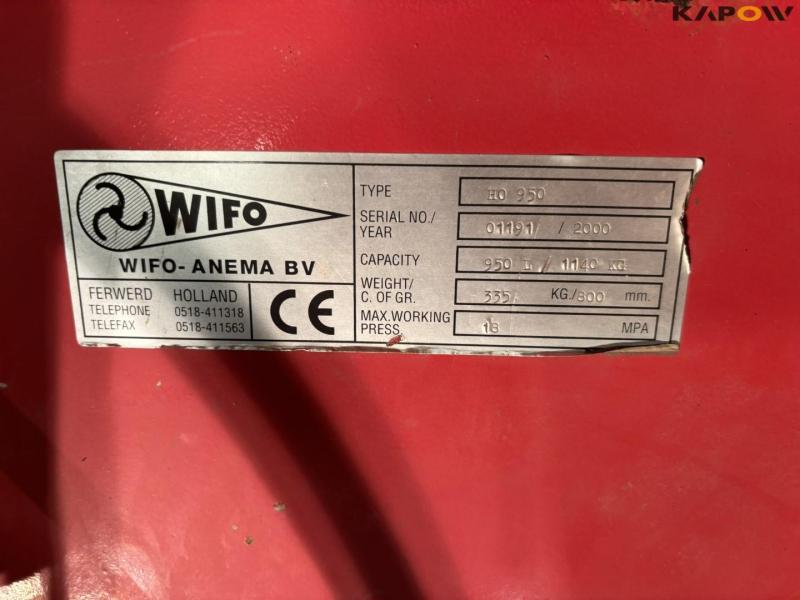 KAPOW
WIFO
WIFO- ANEMA BV
FERWERD HOLLAND
TELEPHONE 0518-411318
TELEFAX 0518-411563
CE
TYPE HO 950
SERIAL NO./ YEAR 01191/ / 2000
CAPACITY 950 L / 1140 KG
WEIGHT/ C. OF GR. 335/ KG./800 mm.
MAX.WORKING PRESS. 18 MPA